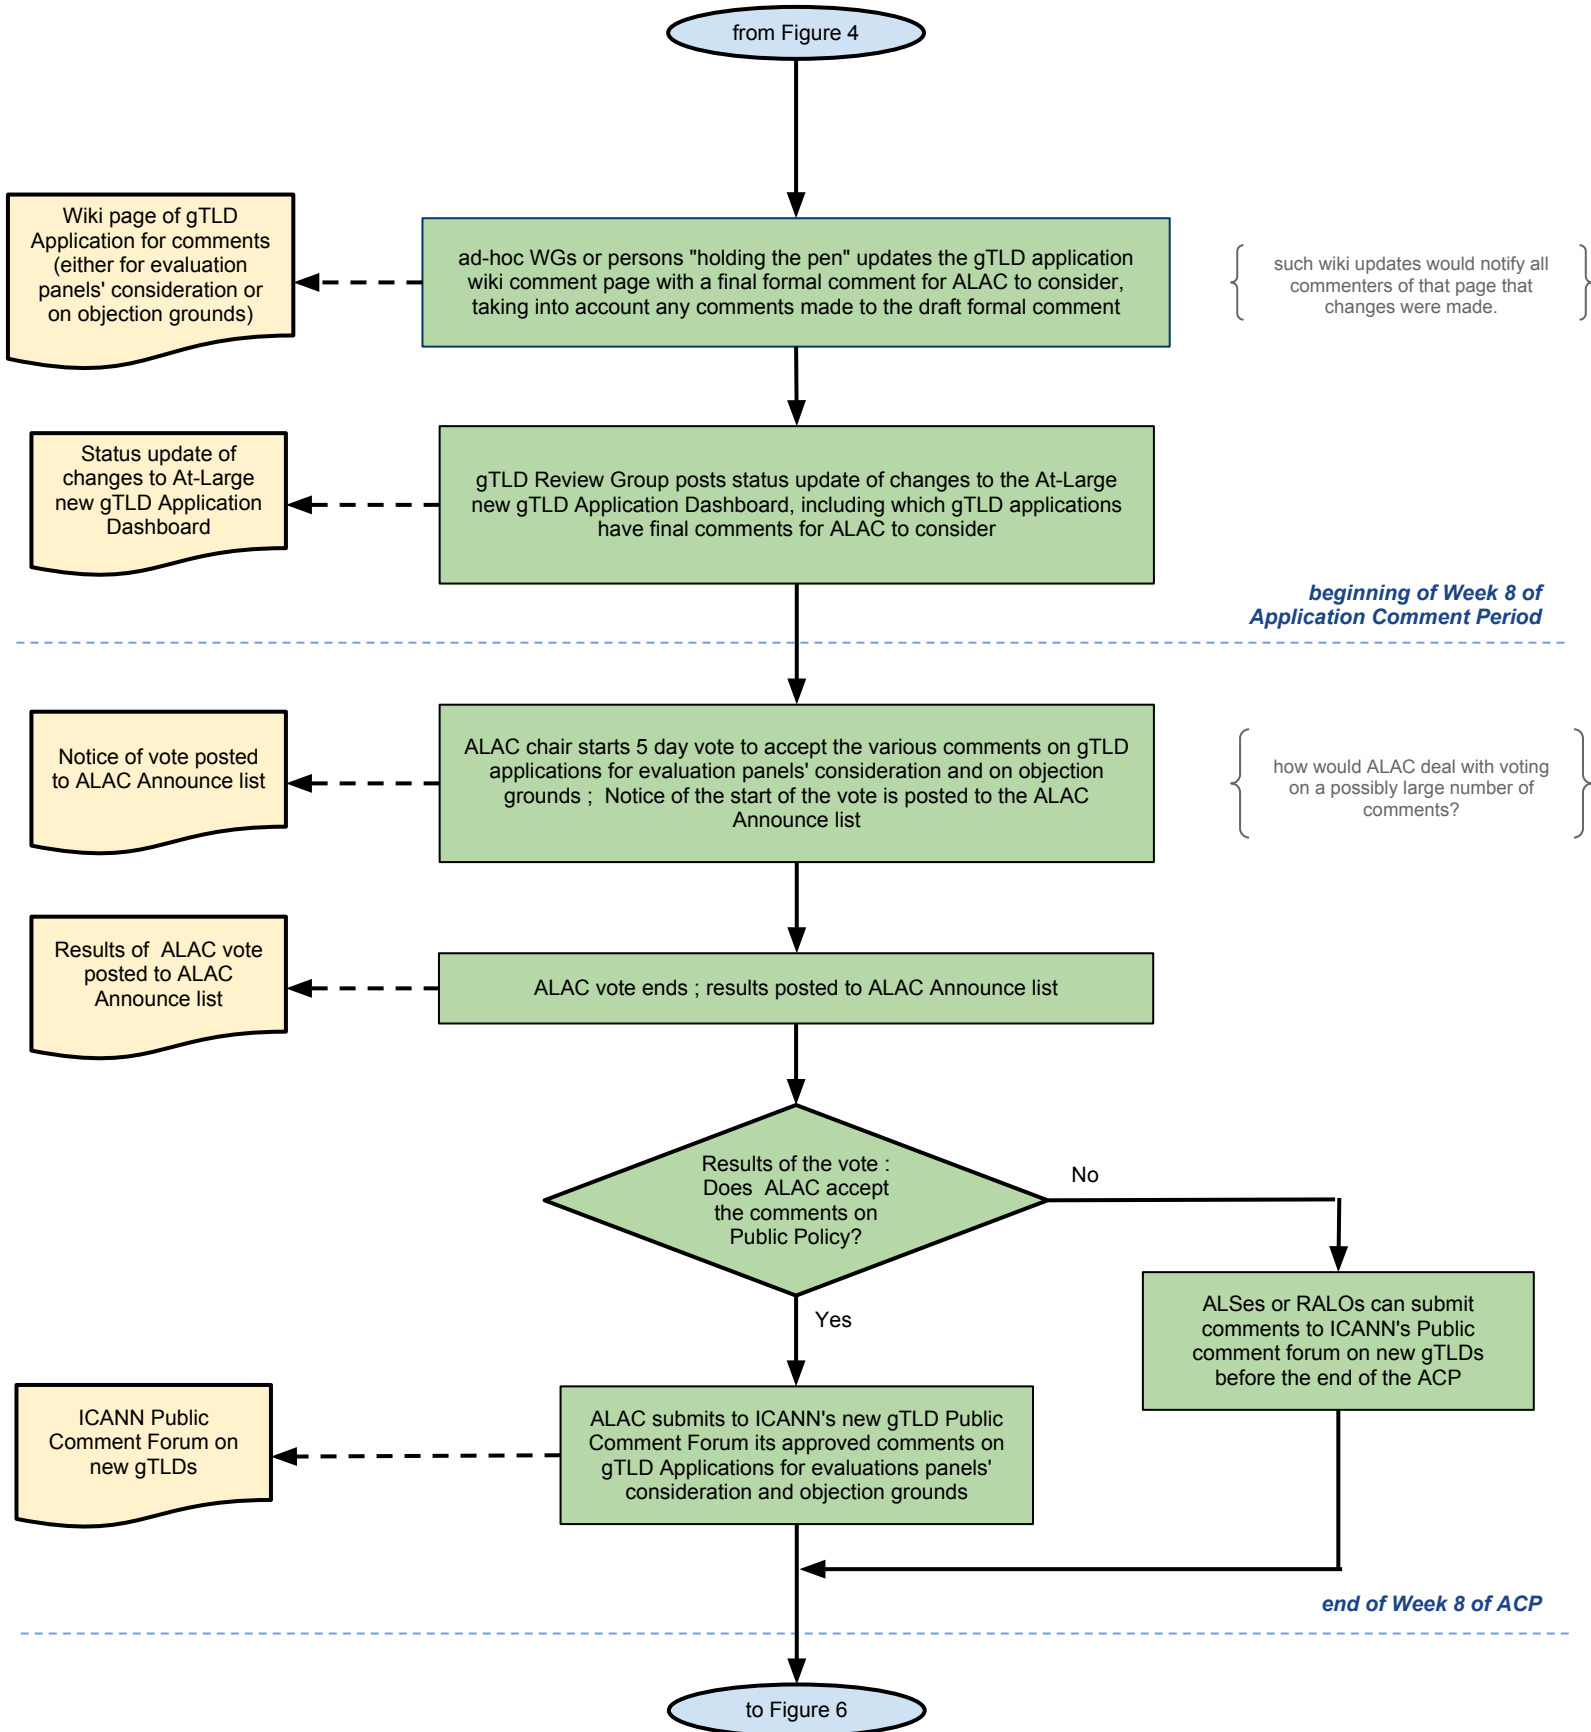 from Figure 4
Wiki page of gTLD
Application for comments
(either for evaluation
panels' consideration or
on objection grounds)
ad-hoc WGs or persons "holding the pen" updates the gTLD application
wiki comment page with a final formal comment for ALAC to consider,
taking into account any comments made to the draft formal comment
such wiki updates would notify all
commenters of that page that
changes were made.
Status update of
changes to At-Large
new gTLD Application
Dashboard
gTLD Review Group posts status update of changes to the At-Large
new gTLD Application Dashboard, including which gTLD applications
have final comments for ALAC to consider
beginning of Week 8 of
Application Comment Period
Notice of vote posted
to ALAC Announce list
ALAC chair starts 5 day vote to accept the various comments on gTLD
applications for evaluation panels' consideration and on objection
grounds ; Notice of the start of the vote is posted to the ALAC
Announce list
how would ALAC deal with voting
on a possibly large number of
comments?
Results of ALAC vote
posted to ALAC
Announce list
ALAC vote ends ; results posted to ALAC Announce list
Results of the vote :
Does ALAC accept
the comments on
Public Policy?
No
Yes
ALSes or RALOs can submit
comments to ICANN's Public
comment forum on new gTLDs
before the end of the ACP
ICANN Public
Comment Forum on
new gTLDs
ALAC submits to ICANN's new gTLD Public
Comment Forum its approved comments on
gTLD Applications for evaluations panels'
consideration and objection grounds
end of Week 8 of ACP
to Figure 6